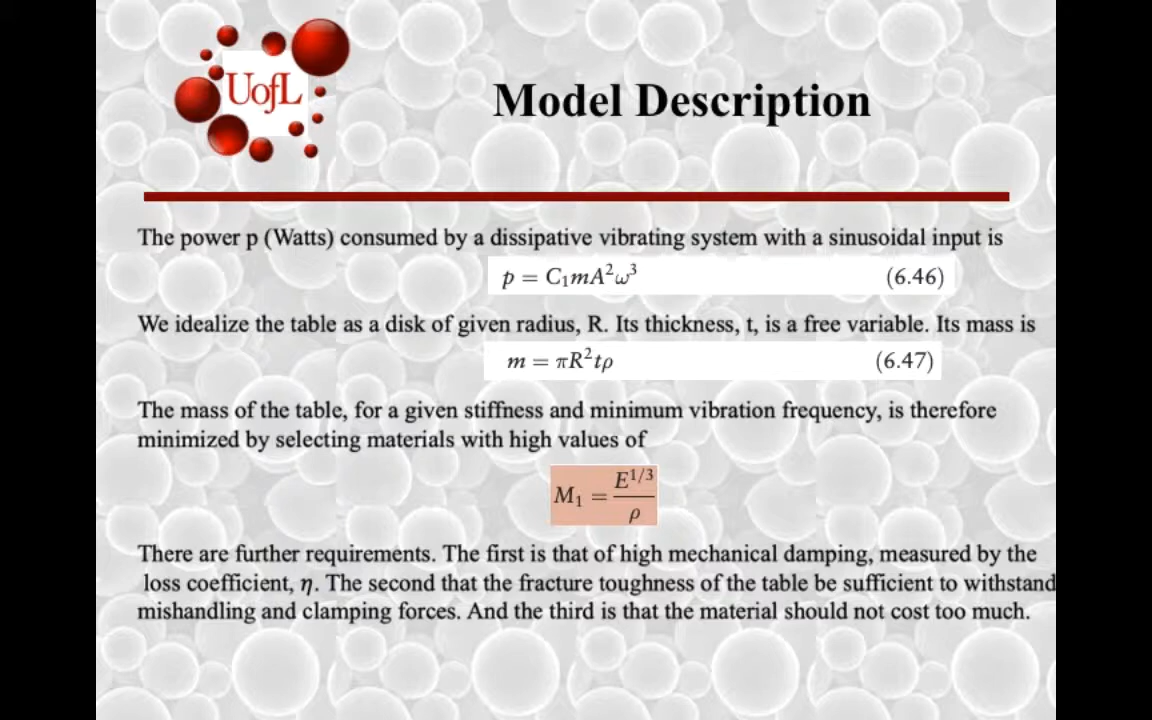 UofL
Model Description
The power p (Watts) consumed by a dissipative vibrating system with a sinusoidal input is
p = C₁mA²ω³ (6.46)
We idealize the table as a disk of given radius, R. Its thickness, t, is a free variable. Its mass is
m = πR²tρ (6.47)
The mass of the table, for a given stiffness and minimum vibration frequency, is therefore
minimized by selecting materials with high values of
M₁ = E^1/3 / ρ
There are further requirements. The first is that of high mechanical damping, measured by the
loss coefficient, η. The second that the fracture toughness of the table be sufficient to withstand
mishandling and clamping forces. And the third is that the material should not cost too much.